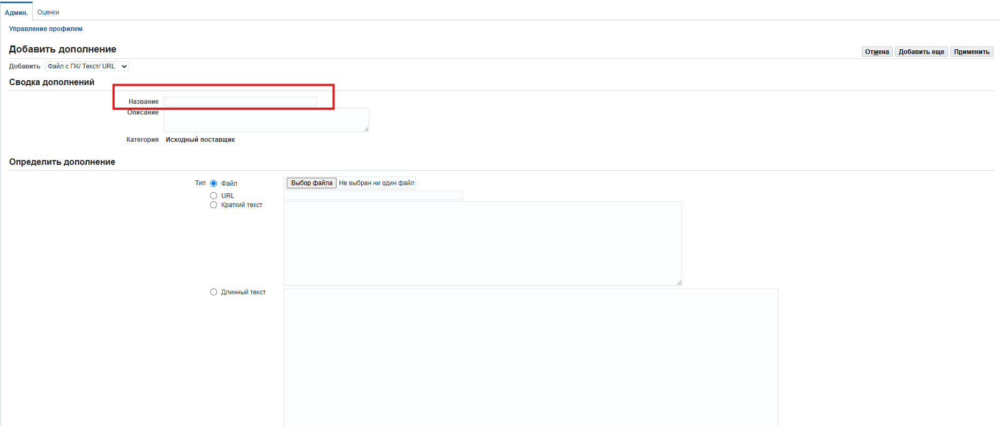 Админ. Оценки
Управление профилем
Добавить дополнение
Отмена Добавить еще Применить
Добавить Файл с ПК/ Текст/ URL
Сводка дополнений
Название
Описание
Категория Исходный поставщик
Определить дополнение
Тип Файл Выбор файла Не выбран ни один файл
URL
Краткий текст
Длинный текст